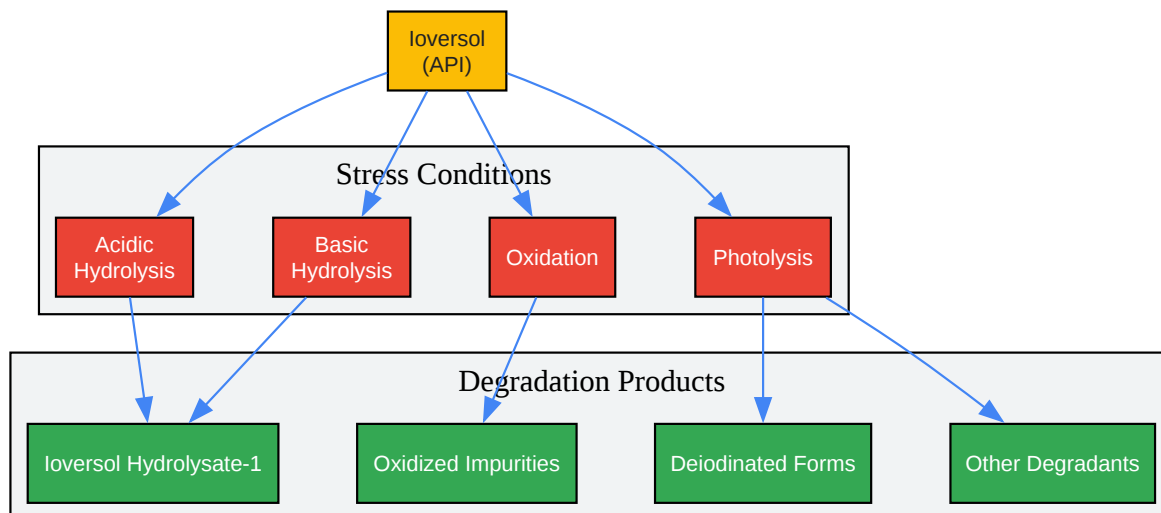 Ioversol
(API)
Stress Conditions
Acidic
Hydrolysis
Basic
Hydrolysis
Oxidation
Photolysis
Degradation Products
Ioversol Hydrolysate-1
Oxidized Impurities
Deiodinated Forms
Other Degradants